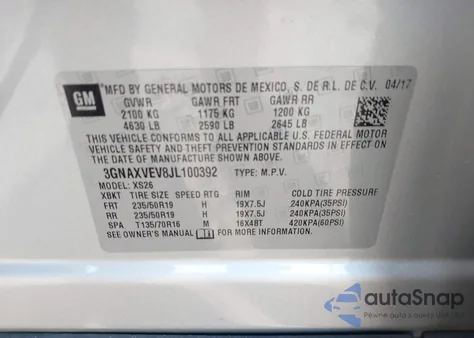 GM
MFD BY GENERAL MOTORS DE MEXICO, S. DE R.L. DE C.V. 04/17
GVWR GAWR FRT GAWR RR
2100 KG 1175 KG 1200 KG
4630 LB 2590 LB 2645 LB
THIS VEHICLE CONFORMS TO ALL APPLICABLE U.S. FEDERAL MOTOR
VEHICLE SAFETY AND THEFT PREVENTION STANDARDS IN EFFECT
ON THE DATE OF MANUFACTURE SHOWN ABOVE.
3GNAXVEV8JL100392 TYPE: M.P.V.
MODEL: XS26
XBKT TIRE SIZE SPEED RTG RIM COLD TIRE PRESSURE
FRT 235/50R19 H 19X7.5J 240KPA(35PSI)
RR 235/50R19 H 19X7.5J 240KPA(35PSI)
SPA T135/70R16 M 16X4BT 420KPA(60PSI)
SEE OWNER'S MANUAL FOR MORE INFORMATION.
autoSnap
Pewne auto's z USA